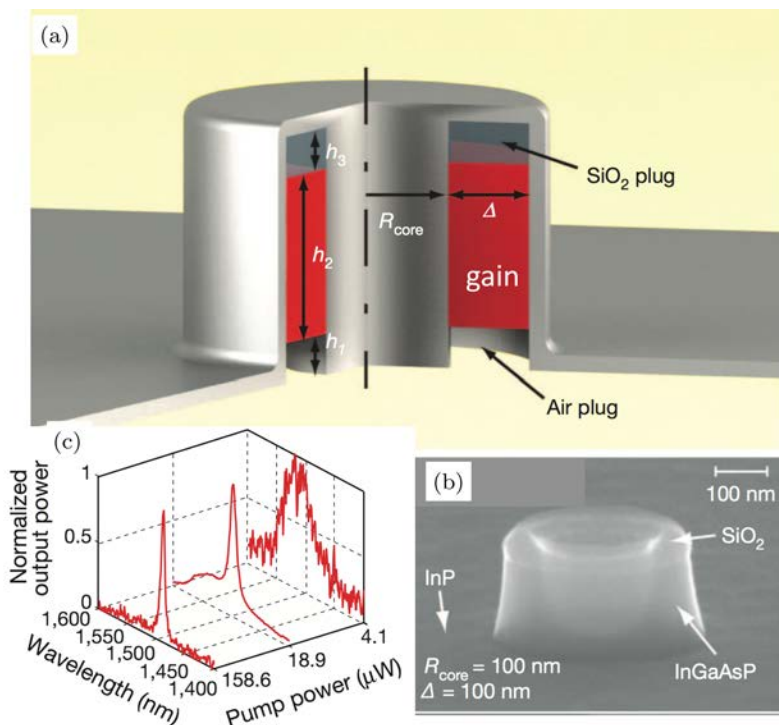 (a)
h3
SiO2 plug
Rcore
Δ
h2
gain
h1
Air plug
(c)
Normalized
output power
1
0.5
0
1,600
1,550
1,500
1,450
1,400
Wavelength (nm)
158.6
18.9
4.1
Pump power (μW)
(b)
100 nm
SiO2
InP
InGaAsP
Rcore = 100 nm
Δ = 100 nm